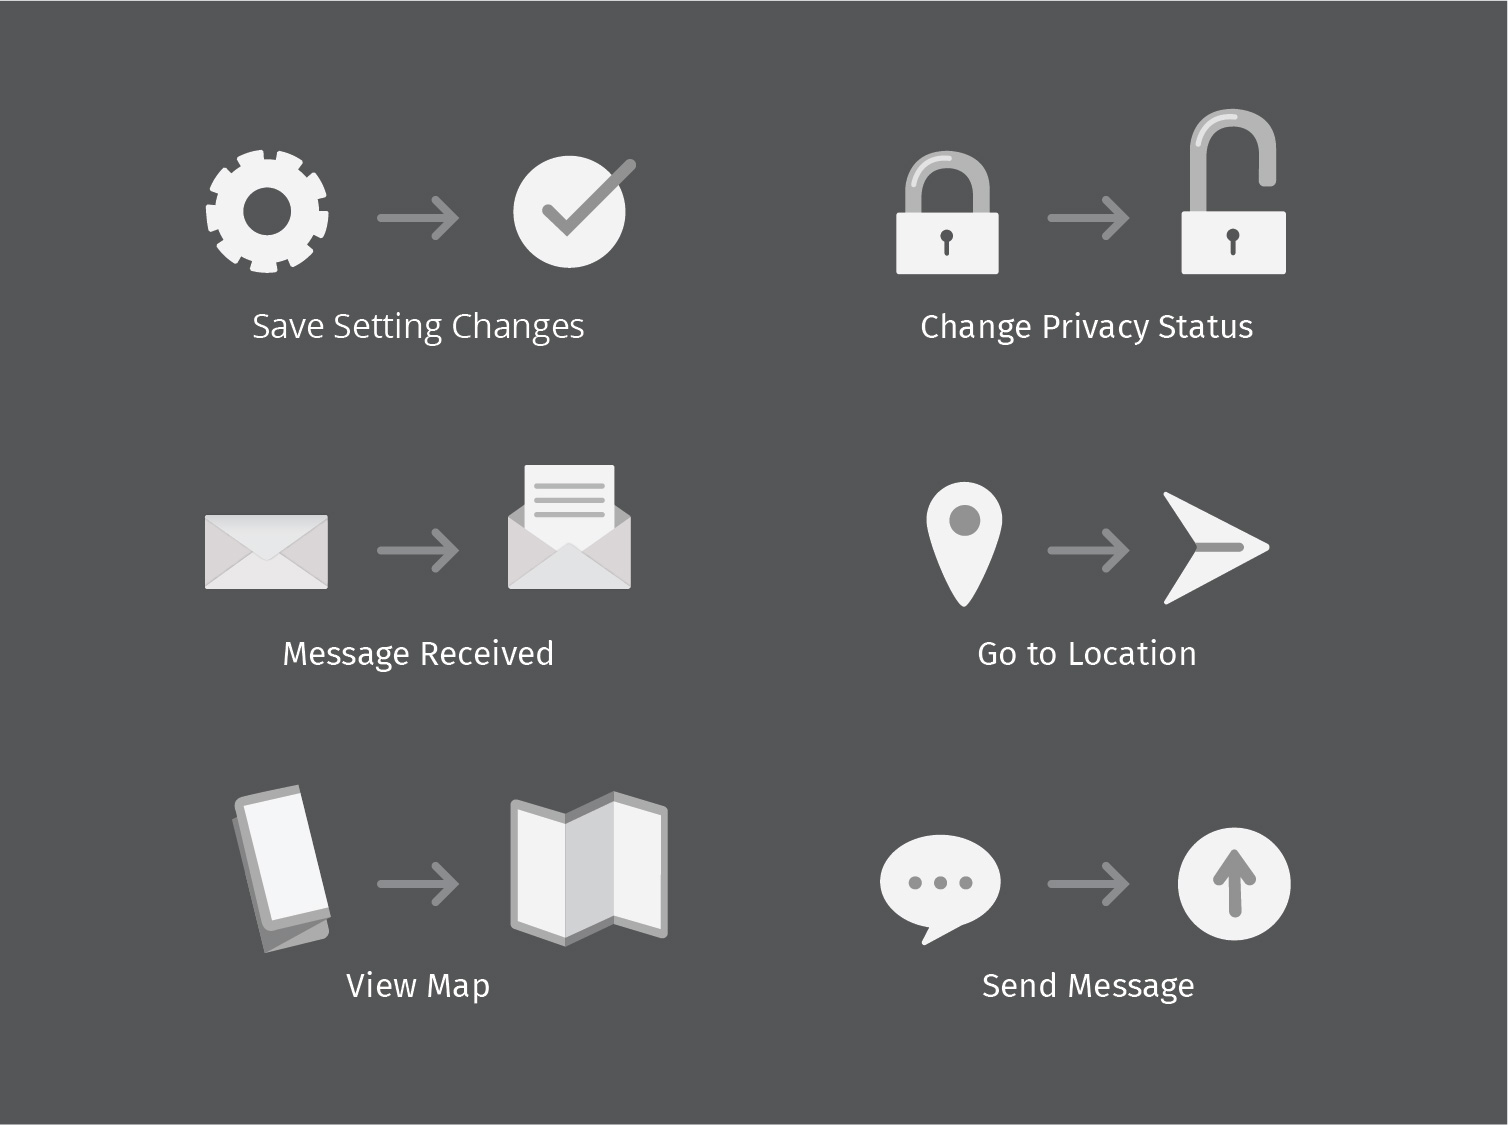 Save Setting Changes
Change Privacy Status
Message Received
Go to Location
View Map
Send Message